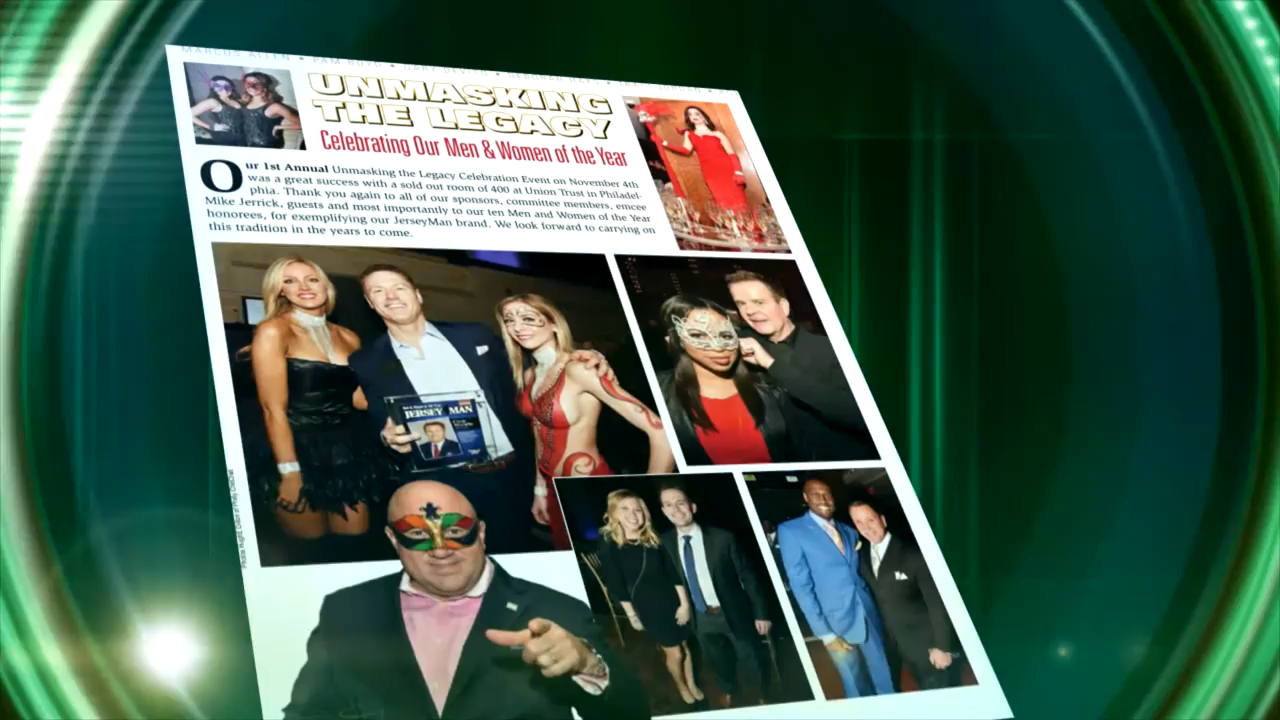 MARCUS ALLEN • PAM BOYD •
UNMASKING
THE LEGACY
Celebrating Our Men & Women of the Year
Our 1st Annual Unmasking the Legacy Celebration Event on November 4th
was a great success with a sold out room of 400 at Union Trust in Philadel-
phia. Thank you again to all of our sponsors, committee members, emcee
Mike Jerrick, guests and most importantly to our ten Men and Women of the Year
honorees, for exemplifying our JerseyMan brand. We look forward to carrying on
this tradition in the years to come.
JERSEY MAN